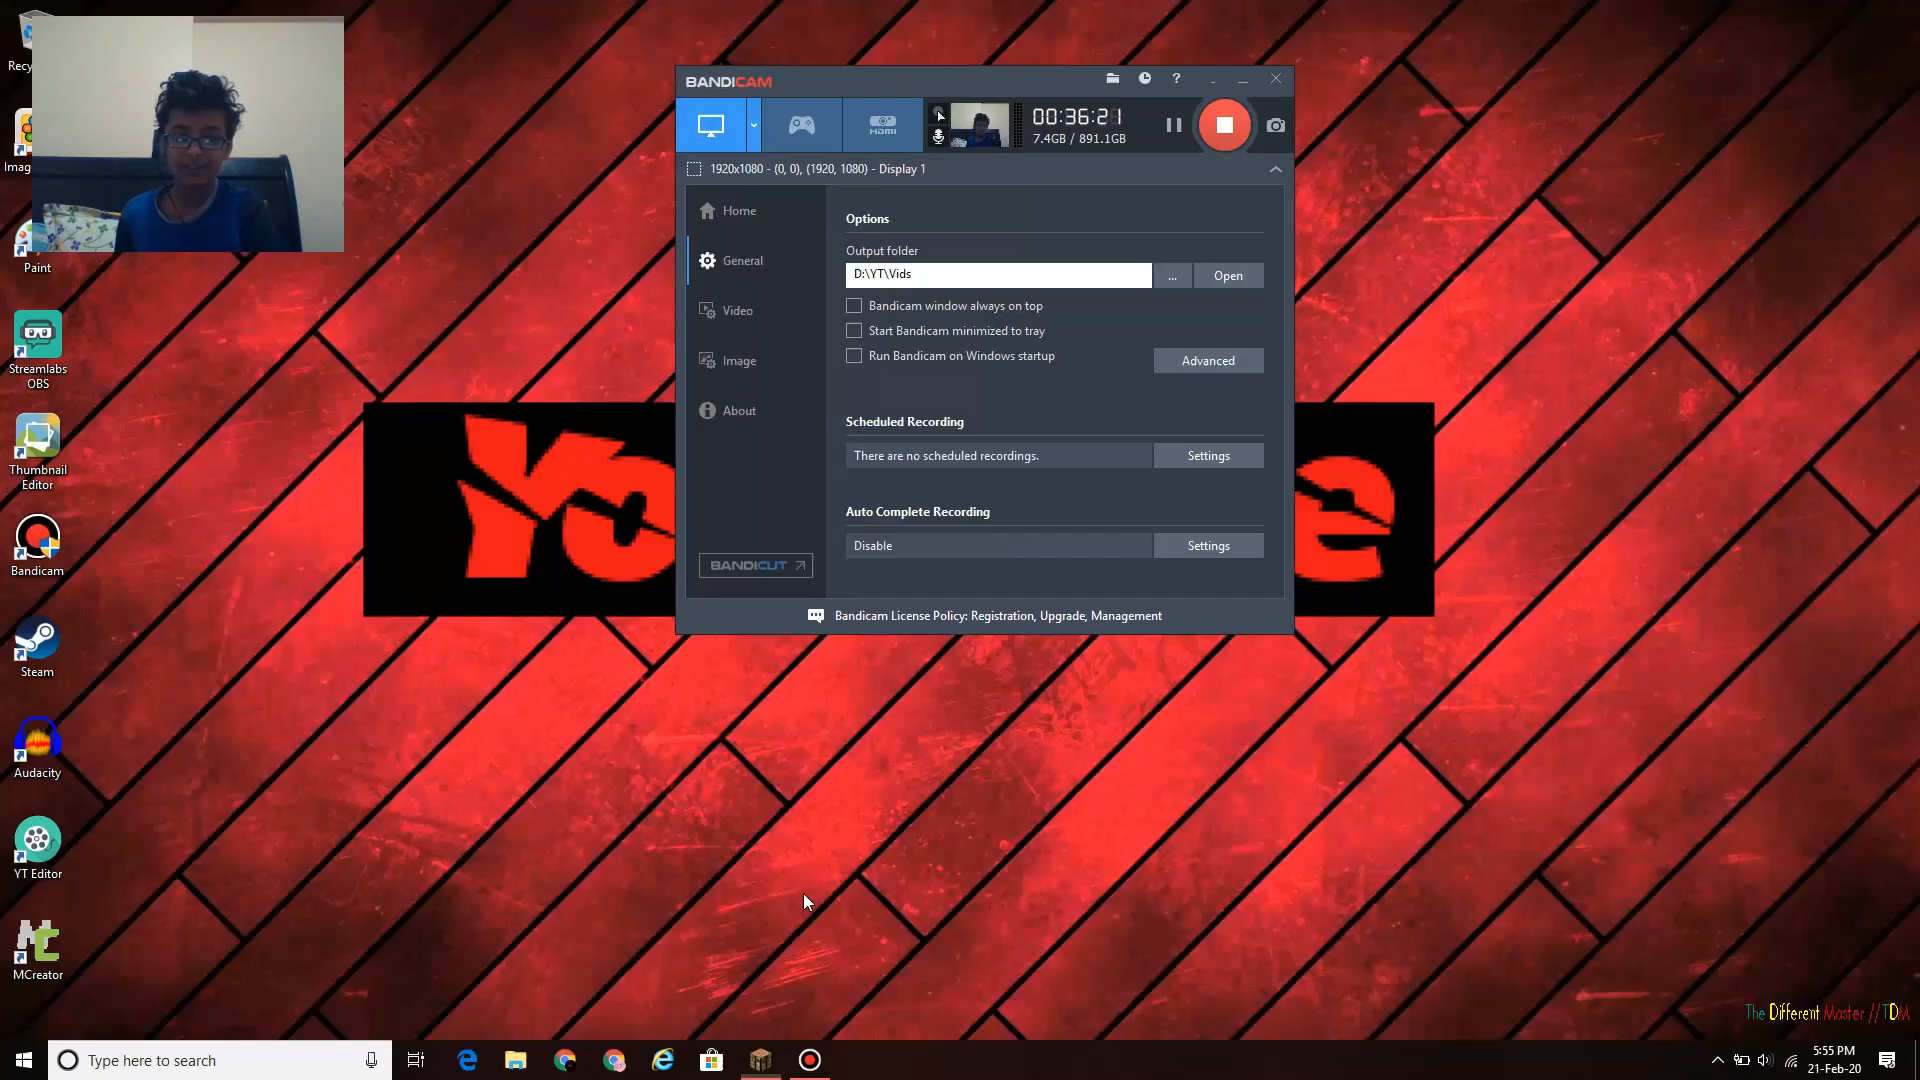 Recy
Imag
Paint
Streamlabs
OBS
Thumbnail
Editor
Bandicam
Steam
Audacity
YT Editor
MCreator
BANDICAM
?
HDMI
00:36:21
7.4GB / 891.1GB
1920x1080 - (0, 0), (1920, 1080) - Display 1
Home
General
Video
Image
About
BANDICUT
Options
Output folder
D:\YT\Vids
...
Open
Bandicam window always on top
Start Bandicam minimized to tray
Run Bandicam on Windows startup
Advanced
Scheduled Recording
There are no scheduled recordings.
Settings
Auto Complete Recording
Disable
Settings
Bandicam License Policy: Registration, Upgrade, Management
The Different Master //TDM
Type here to search
5:55 PM
21-Feb-20